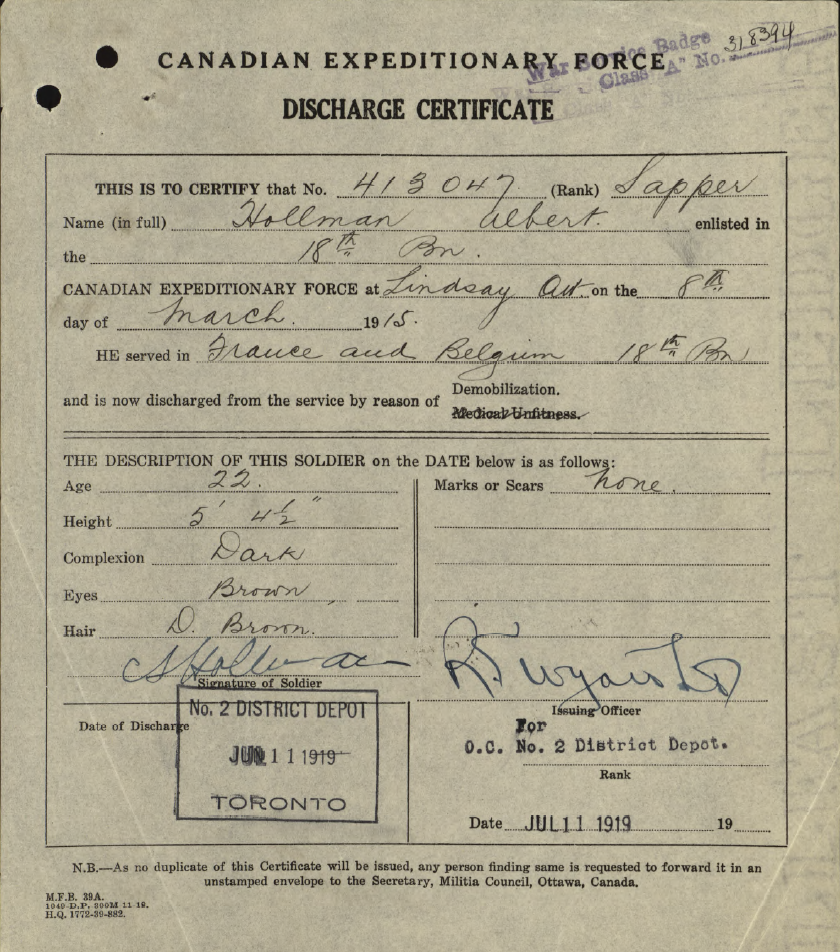 War Service Badge
Class "A" No. 318394
CANADIAN EXPEDITIONARY FORCE
DISCHARGE CERTIFICATE
THIS IS TO CERTIFY that No. 413047 (Rank) Sapper
Name (in full) Hollman Albert. enlisted in
the 18th Bn.
CANADIAN EXPEDITIONARY FORCE at Lindsay Ont. on the 8th
day of March. 1915.
HE served in France and Belgium 18th Bn
and is now discharged from the service by reason of Demobilization.
Medical Unfitness.
THE DESCRIPTION OF THIS SOLDIER on the DATE below is as follows:
Age 22.
Height 5' 4½"
Complexion Dark
Eyes Brown
Hair D. Brown.
Marks or Scars none.
A Hollman
Signature of Soldier
Issuing Officer
For
O.C. No. 2 District Depot.
Rank
Date of Discharge
No. 2 DISTRICT DEPOT
JUL 11 1919
TORONTO
Date JUL 11 1919 19
N.B.—As no duplicate of this Certificate will be issued, any person finding same is requested to forward it in an
unstamped envelope to the Secretary, Militia Council, Ottawa, Canada.
M.F.B. 39A.
H.Q. 1772-39-882.